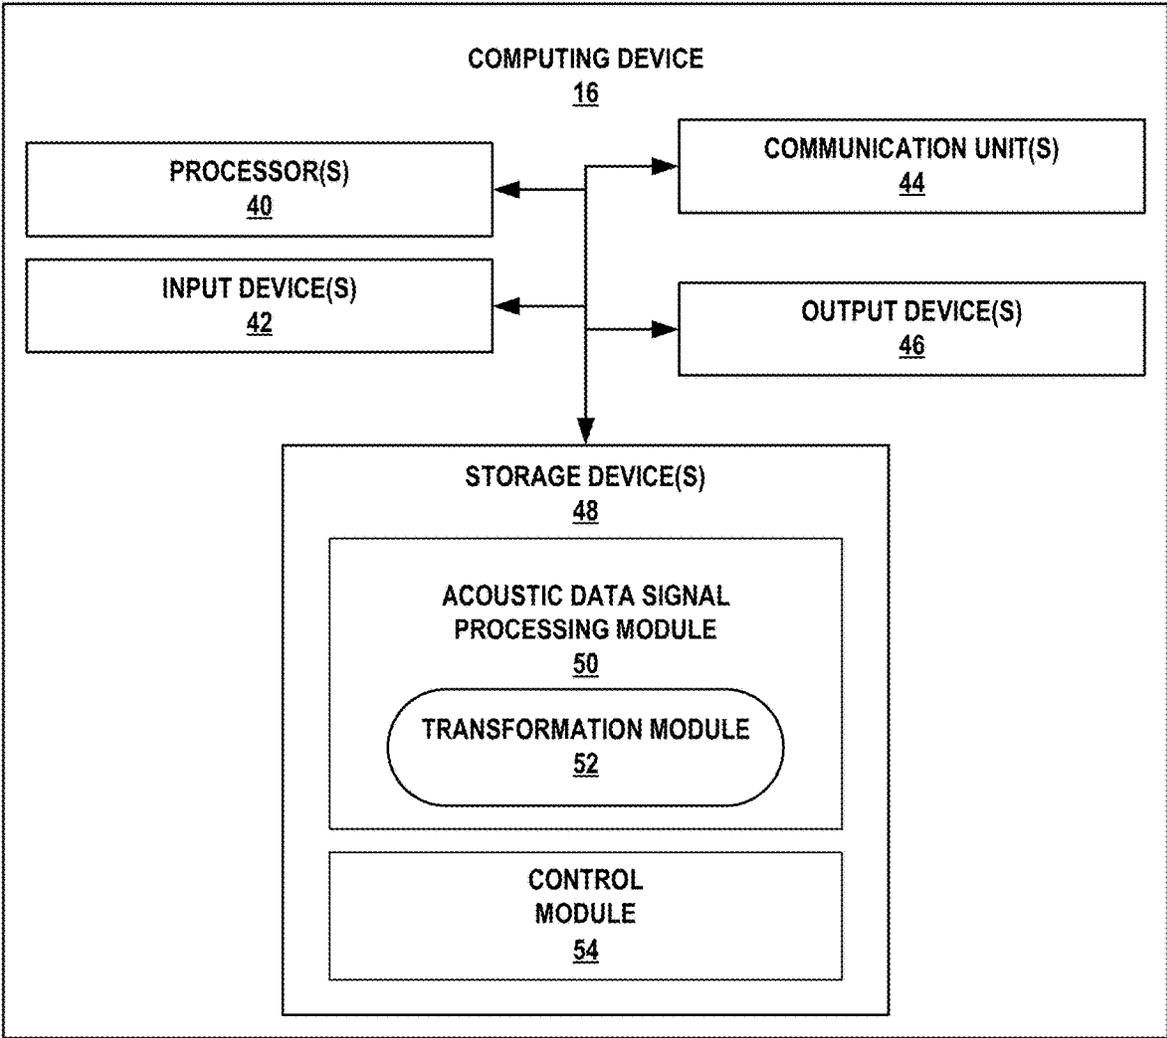 COMPUTING DEVICE
16
PROCESSOR(S)
40
COMMUNICATION UNIT(S)
44
INPUT DEVICE(S)
42
OUTPUT DEVICE(S)
46
STORAGE DEVICE(S)
48
ACOUSTIC DATA SIGNAL
PROCESSING MODULE
50
TRANSFORMATION MODULE
52
CONTROL
MODULE
54